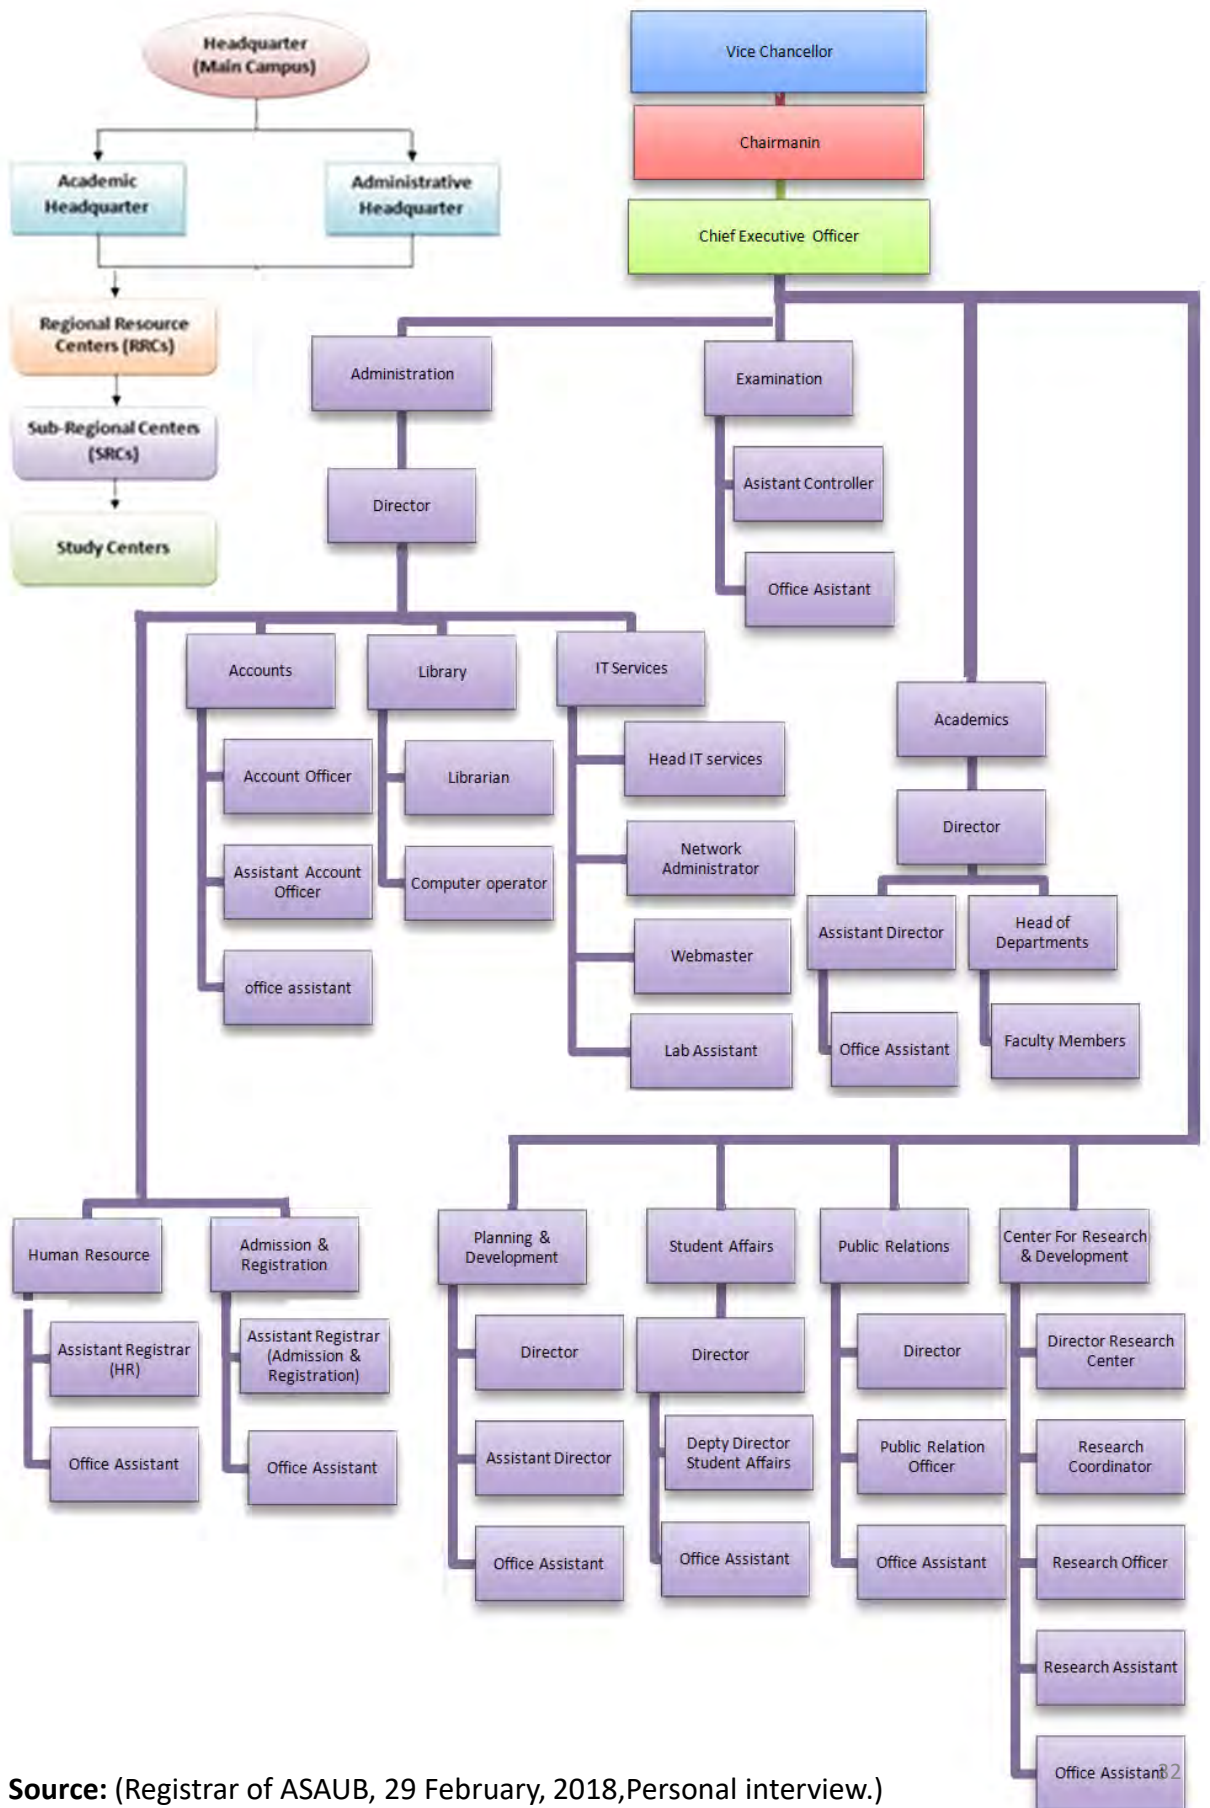 Headquarter
(Main Campus)
Academic
Headquarter
Administrative
Headquarter
Regional Resource
Centers (RRCs)
Sub-Regional Centers
(SRCs)
Study Centers
Vice Chancellor
Chairmanin
Chief Executive Officer
Administration
Director
Examination
Asistant Controller
Office Asistant
Accounts
Account Officer
Assistant Account
Officer
office assistant
Library
Librarian
Computer operator
IT Services
Head IT services
Network
Administrator
Webmaster
Lab Assistant
Academics
Director
Assistant Director
Office Assistant
Head of
Departments
Faculty Members
Human Resource
Assistant Registrar
(HR)
Office Assistant
Admission &
Registration
Assistant Registrar
(Admission &
Registration)
Office Assistant
Planning &
Development
Director
Assistant Director
Office Assistant
Student Affairs
Director
Depty Director
Student Affairs
Office Assistant
Public Relations
Director
Public Relation
Officer
Office Assistant
Center For Research
& Development
Director Research
Center
Research
Coordinator
Research Officer
Research Assistant
Office Assistant
32
Source: (Registrar of ASAUB, 29 February, 2018,Personal interview.)